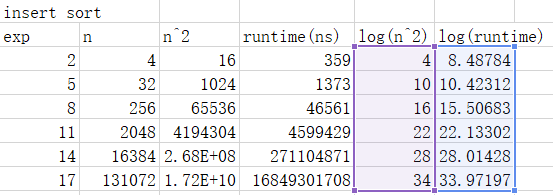 insert sort
exp n n^2 runtime(ns) log(n^2) log(runtime)
2 4 16 359 4 8.48784
5 32 1024 1373 10 10.42312
8 256 65536 46561 16 15.50683
11 2048 4194304 4599429 22 22.13302
14 16384 2.68E+08 271104871 28 28.01428
17 131072 1.72E+10 16849301708 34 33.97197